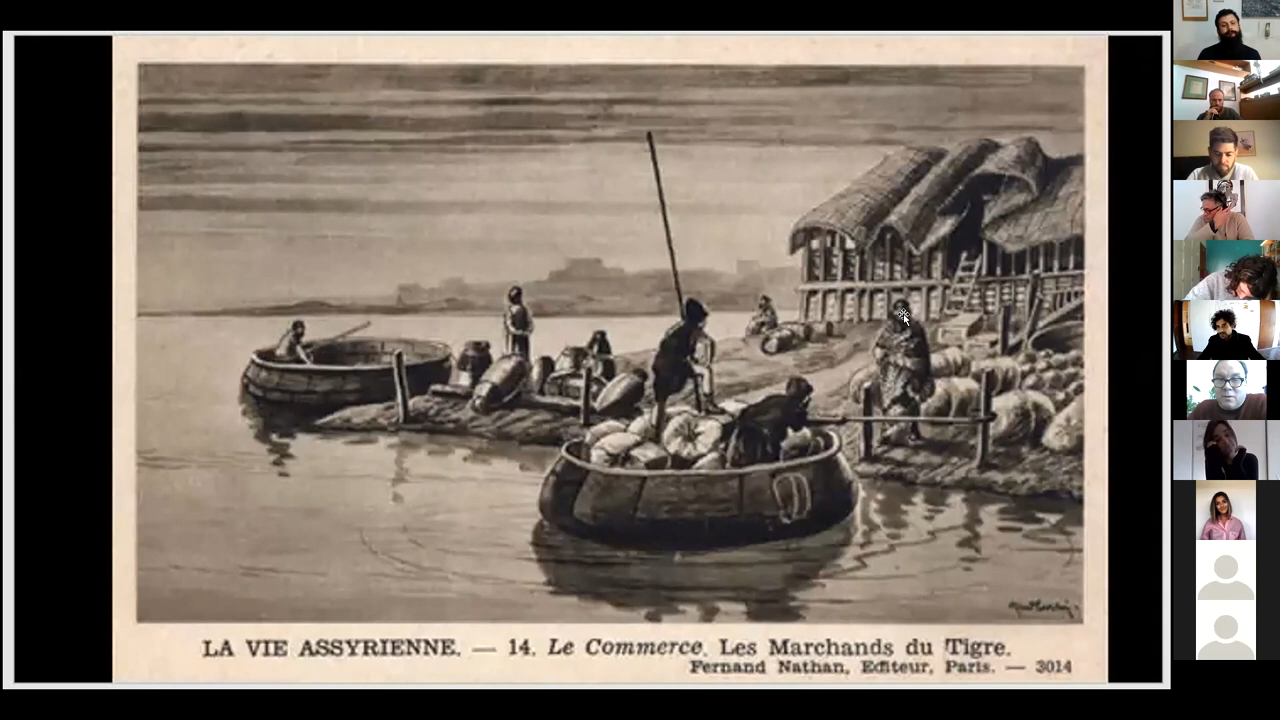 LA VIE ASSYRIENNE. — 14. Le Commerce. Les Marchands du Tigre.
Fernand Nathan, Editeur, Paris. — 3014